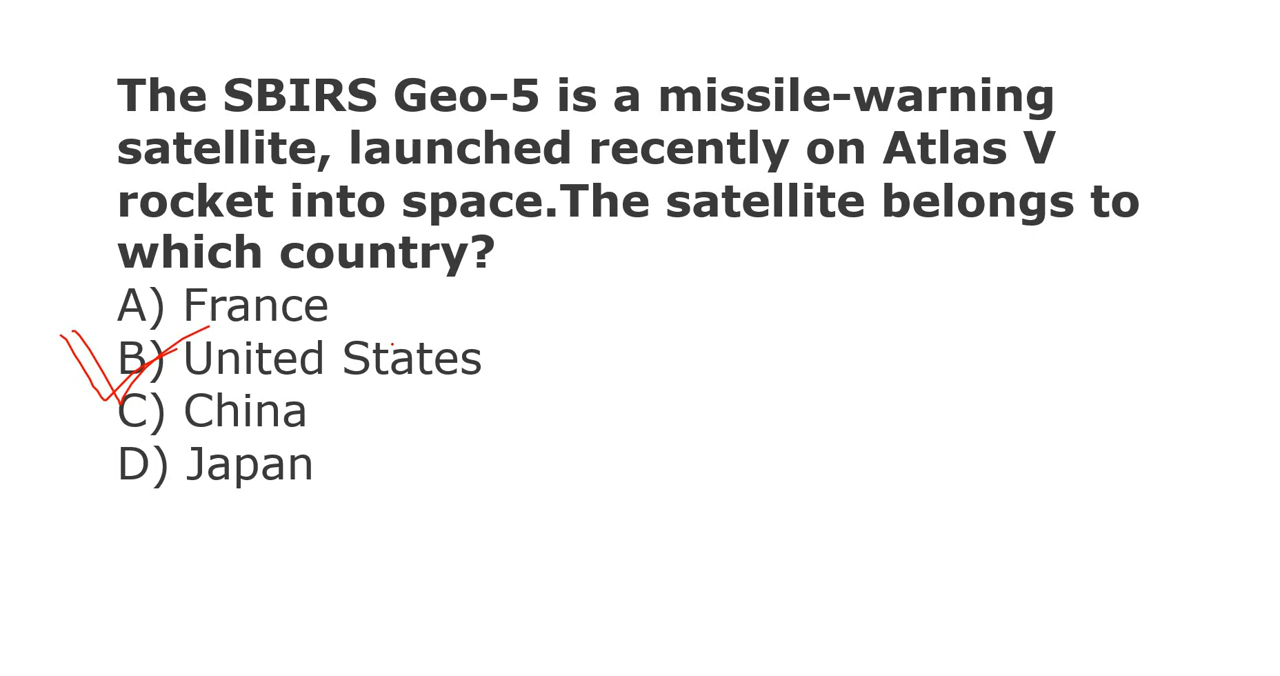 The SBIRS Geo-5 is a missile-warning
satellite, launched recently on Atlas V
rocket into space.The satellite belongs to
which country?
A) France
B) United States
C) China
D) Japan